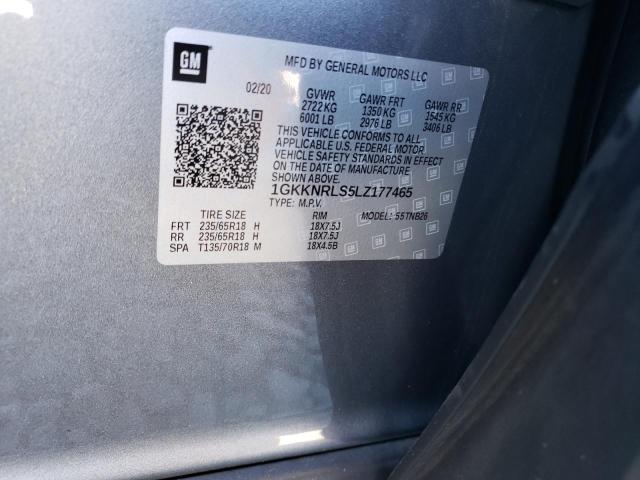 GM
MFD BY GENERAL MOTORS LLC
02/20
GVWR GAWR FRT GAWR RR
2722 KG 1350 KG 1545 KG
6001 LB 2976 LB 3406 LB
THIS VEHICLE CONFORMS TO ALL
APPLICABLE U.S. FEDERAL MOTOR
VEHICLE SAFETY STANDARDS IN EFFECT
ON THE DATE OF MANUFACTURE
SHOWN ABOVE.
1GKKNRLS5LZ177465
TYPE: M.P.V. MODEL: 55TNB26
TIRE SIZE RIM
FRT 235/65R18 H 18X7.5J
RR 235/65R18 H 18X7.5J
SPA T135/70R18 M 18X4.5B